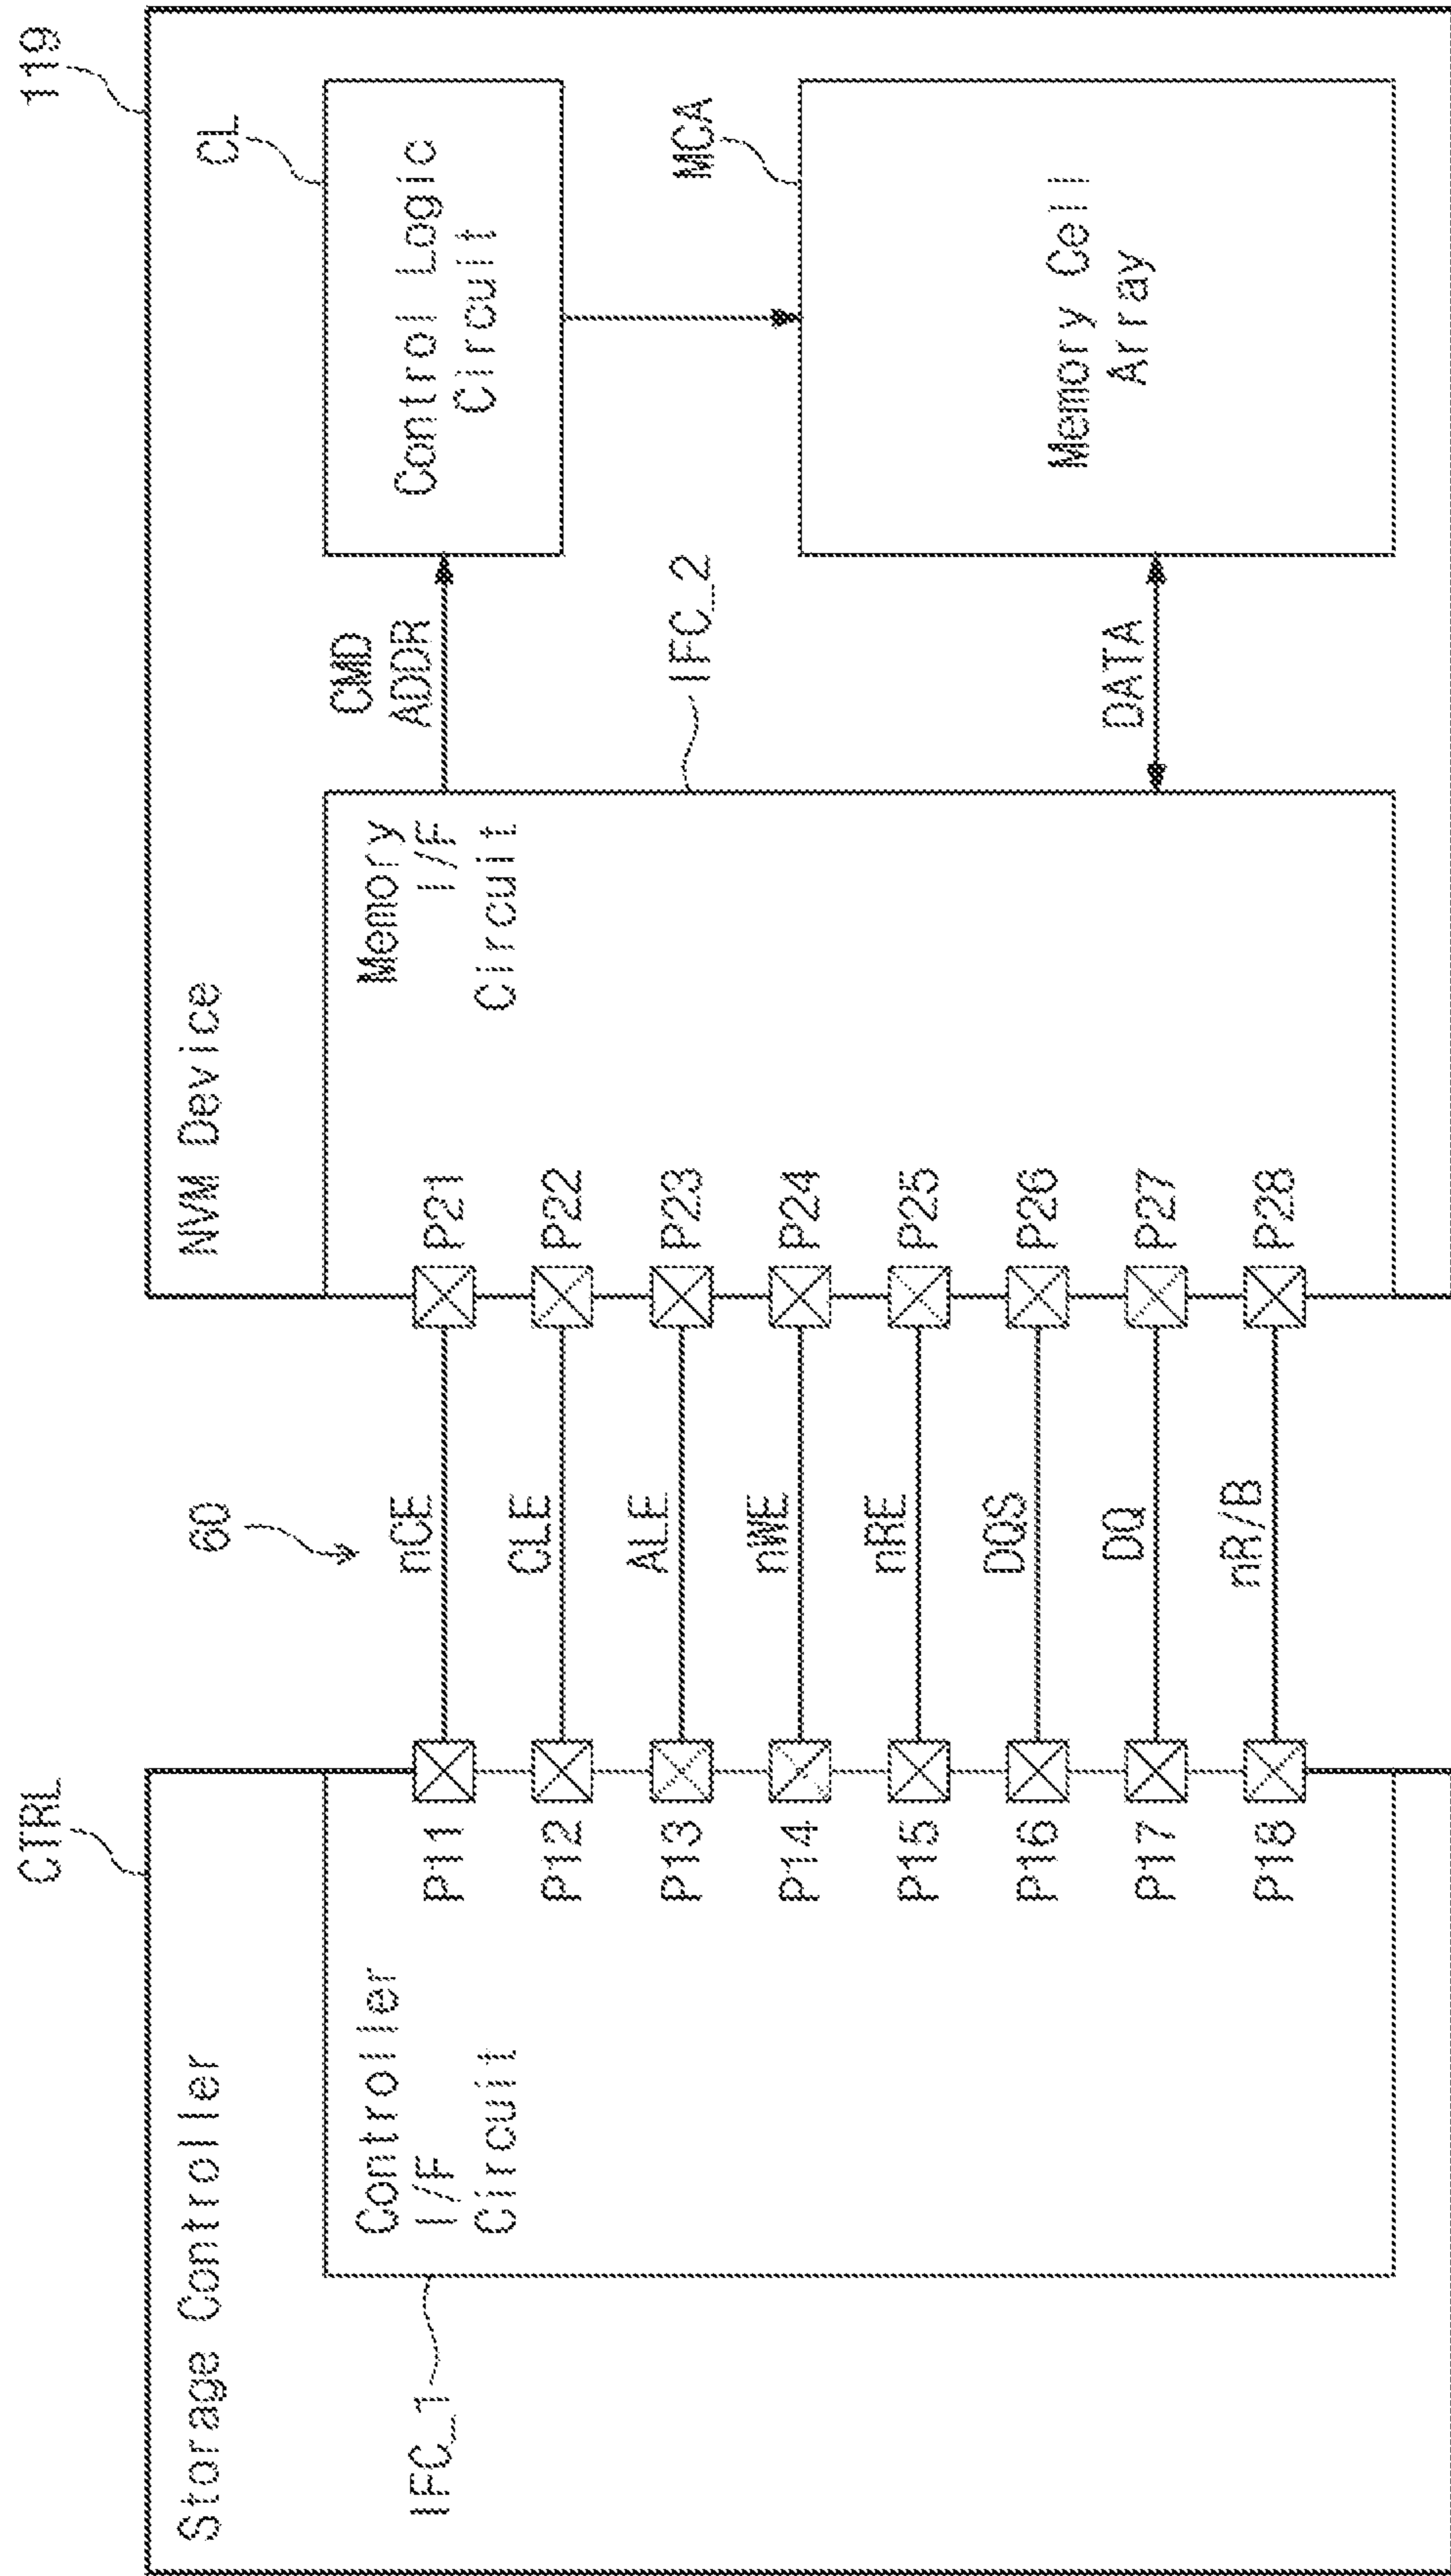 CTRL
119
Storage Controller
NVM Device
60
CL
IFC_1
Controller
I/F
Circuit
P11
nCE
P21
Memory
I/F
Circuit
CMD
ADDR
Control Logic
Circuit
P12
CLE
P22
P13
ALE
P23
IFC_2
MCA
P14
nWE
P24
P15
nRE
P25
P16
DQS
P26
Memory Cell
Array
P17
DQ
P27
DATA
P18
nR/B
P28